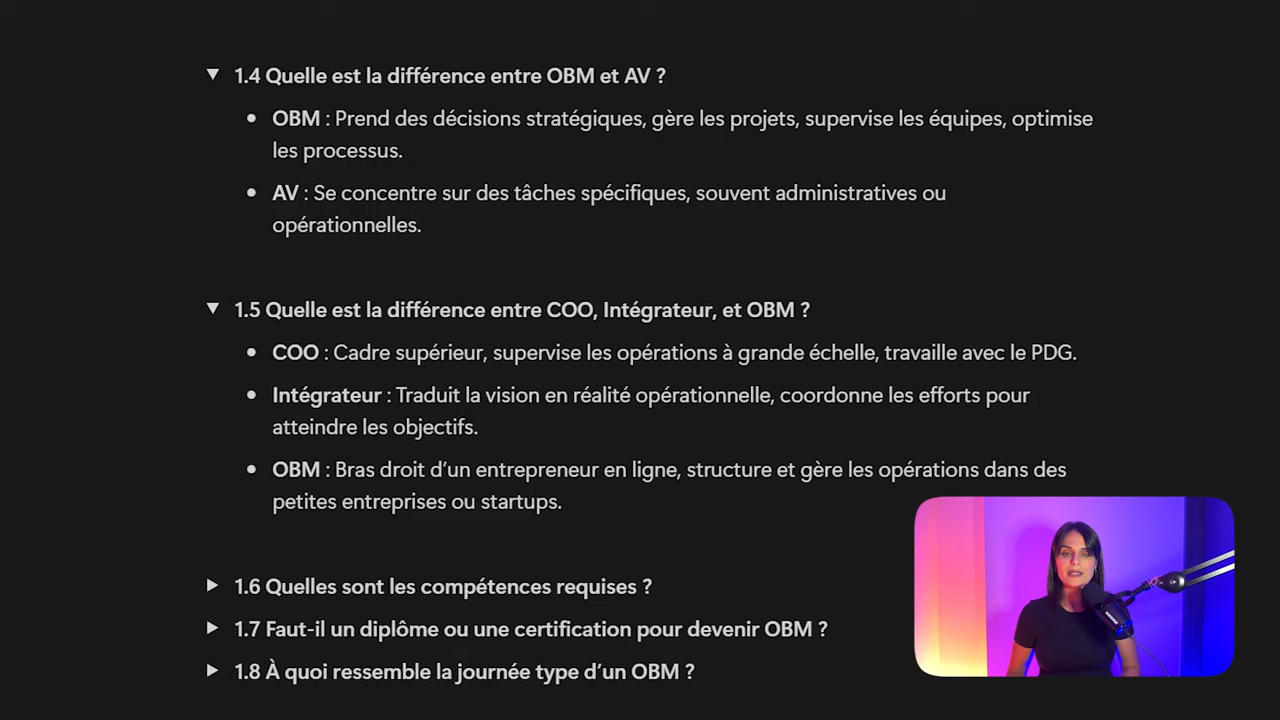 1.4 Quelle est la différence entre OBM et AV ?
OBM : Prend des décisions stratégiques, gère les projets, supervise les équipes, optimise
les processus.
AV : Se concentre sur des tâches spécifiques, souvent administratives ou
opérationnelles.
1.5 Quelle est la différence entre COO, Intégrateur, et OBM ?
COO : Cadre supérieur, supervise les opérations à grande échelle, travaille avec le PDG.
Intégrateur : Traduit la vision en réalité opérationnelle, coordonne les efforts pour
atteindre les objectifs.
OBM : Bras droit d’un entrepreneur en ligne, structure et gère les opérations dans des
petites entreprises ou startups.
1.6 Quelles sont les compétences requises ?
1.7 Faut-il un diplôme ou une certification pour devenir OBM ?
1.8 À quoi ressemble la journée type d’un OBM ?